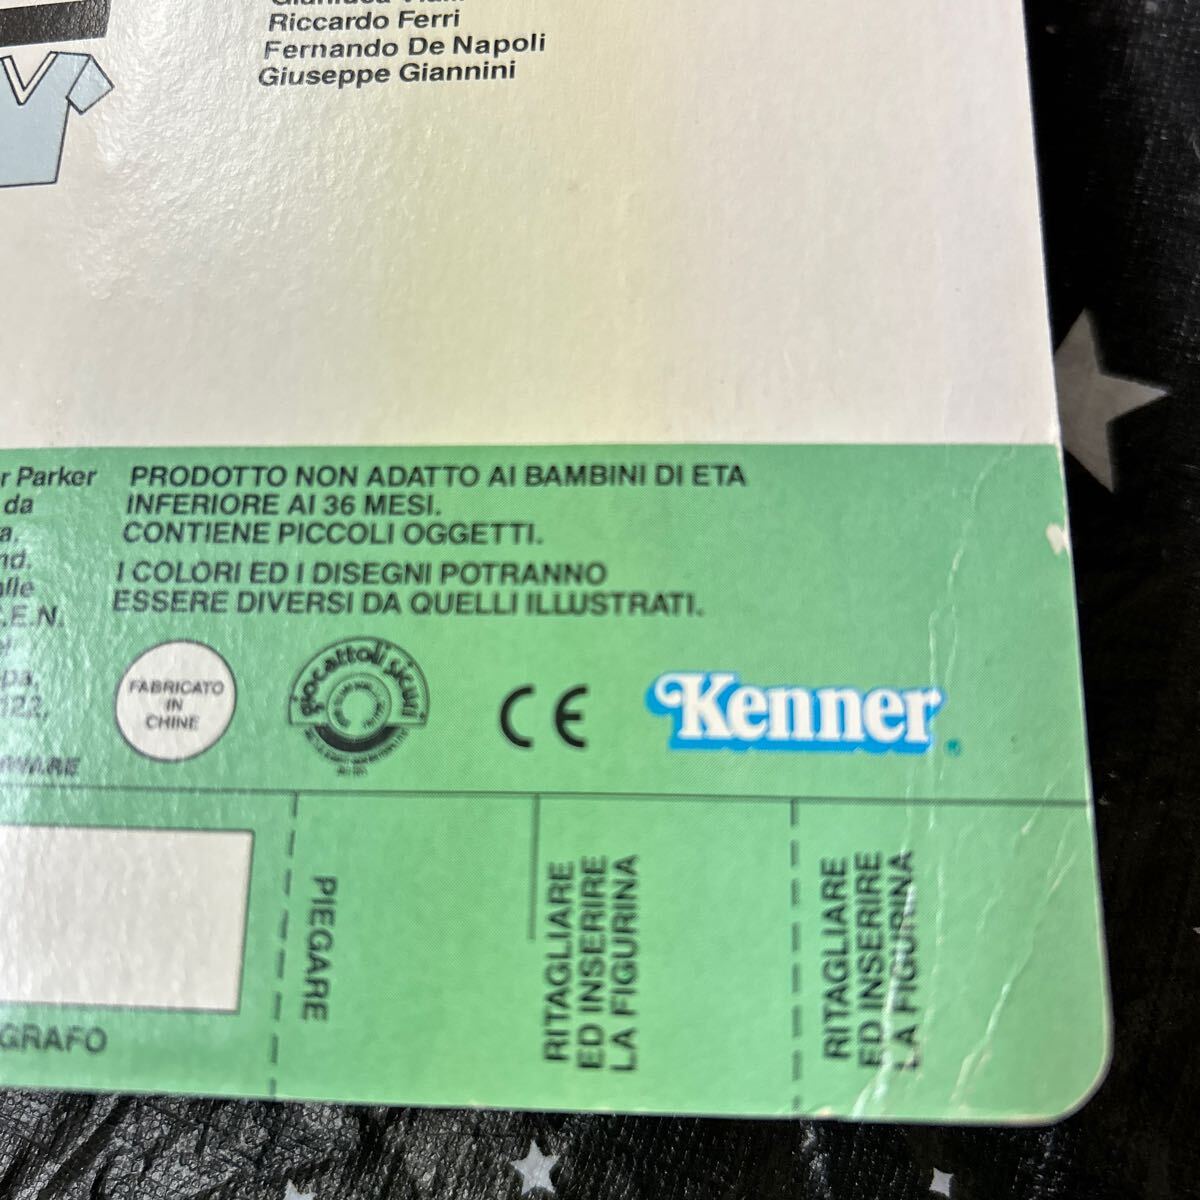 Riccardo Ferri
Fernando De Napoli
Giuseppe Giannini
r Parker
da
PRODOTTO NON ADATTO AI BAMBINI DI ETA
INFERIORE AI 36 MESI.
CONTIENE PICCOLI OGGETTI.
I COLORI ED I DISEGNI POTRANNO
ESSERE DIVERSI DA QUELLI ILLUSTRATI.
.E.N.
FABRICATO
IN
CHINE
giocattoli sicuri
CE
Kenner
GRAFO
PIEGARE
RITAGLIARE
ED INSERIRE
LA FIGURINA
RITAGLIARE
ED INSERIRE
LA FIGURINA